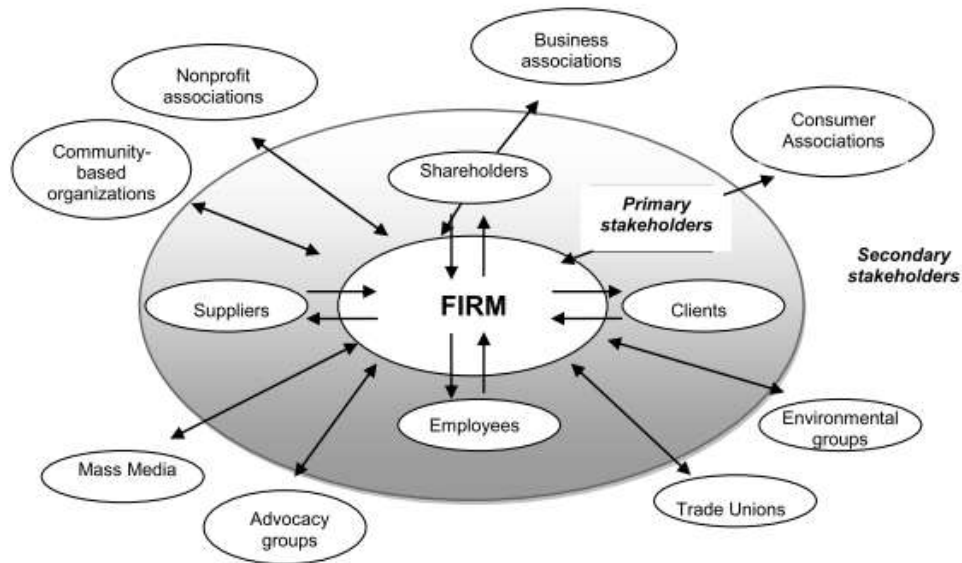 Business
associations
Nonprofit
associations
Consumer
Associations
Community-
based
organizations
Shareholders
Primary
stakeholders
Secondary
stakeholders
Suppliers
FIRM
Clients
Employees
Environmental
groups
Mass Media
Trade Unions
Advocacy
groups